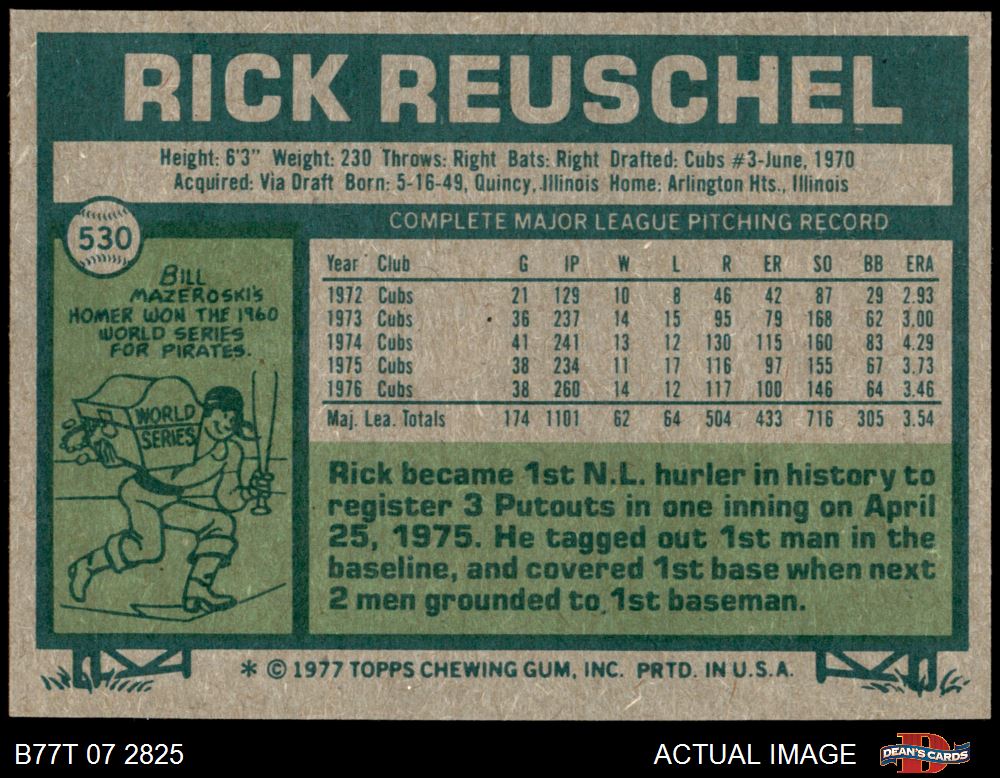 RICK REUSCHEL
Height: 6'3" Weight: 230 Throws: Right Bats: Right Drafted: Cubs #3-June, 1970
Acquired: Via Draft Born: 5-16-49, Quincy, Illinois Home: Arlington Hts., Illinois
530
BILL
MAZEROSKI'S
HOMER WON THE 1960
WORLD SERIES
FOR PIRATES.
WORLD
SERIES
COMPLETE MAJOR LEAGUE PITCHING RECORD
Year Club G IP W L R ER SO BB ERA
1972 Cubs 21 129 10 8 46 42 87 29 2.93
1973 Cubs 36 237 14 15 95 79 168 62 3.00
1974 Cubs 41 241 13 12 130 115 160 83 4.29
1975 Cubs 38 234 11 17 116 97 155 67 3.73
1976 Cubs 38 260 14 12 117 100 146 64 3.46
Maj. Lea. Totals 174 1101 62 64 504 433 716 305 3.54
Rick became 1st N.L. hurler in history to
register 3 Putouts in one inning on April
25, 1975. He tagged out 1st man in the
baseline, and covered 1st base when next
2 men grounded to 1st baseman.
* © 1977 TOPPS CHEWING GUM, INC. PRTD. IN U.S.A.
B77T 07 2825
ACTUAL IMAGE
DEAN'S CARDS